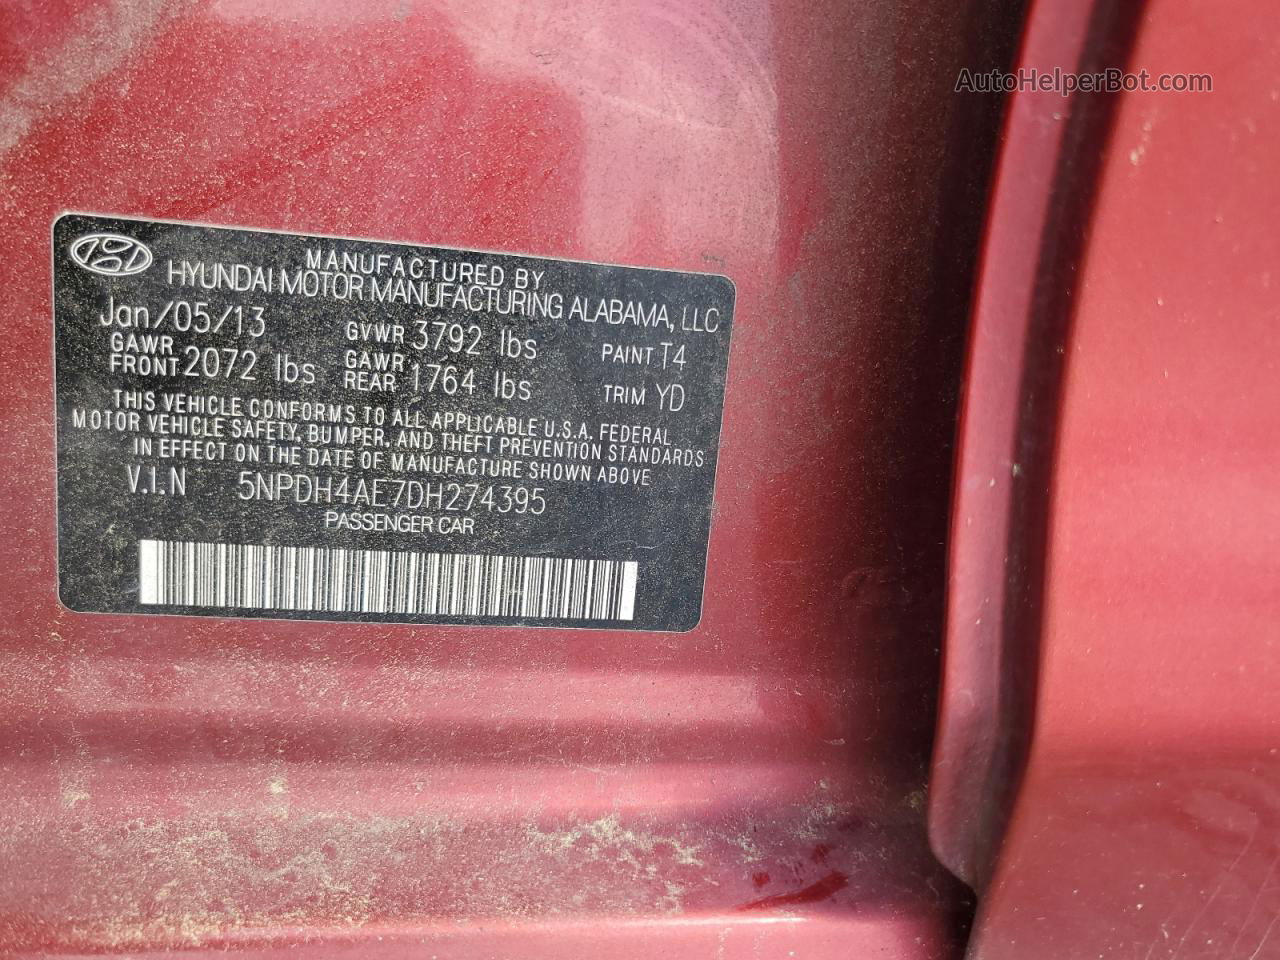 AutoHelperBot.com
MANUFACTURED BY
HYUNDAI MOTOR MANUFACTURING ALABAMA, LLC
Jan/05/13 GVWR 3792 lbs PAINT T4
GAWR FRONT 2072 lbs GAWR REAR 1764 lbs TRIM YD
THIS VEHICLE CONFORMS TO ALL APPLICABLE U.S.A. FEDERAL
MOTOR VEHICLE SAFETY, BUMPER, AND THEFT PREVENTION STANDARDS
IN EFFECT ON THE DATE OF MANUFACTURE SHOWN ABOVE
V.I.N 5NPDH4AE7DH274395
PASSENGER CAR